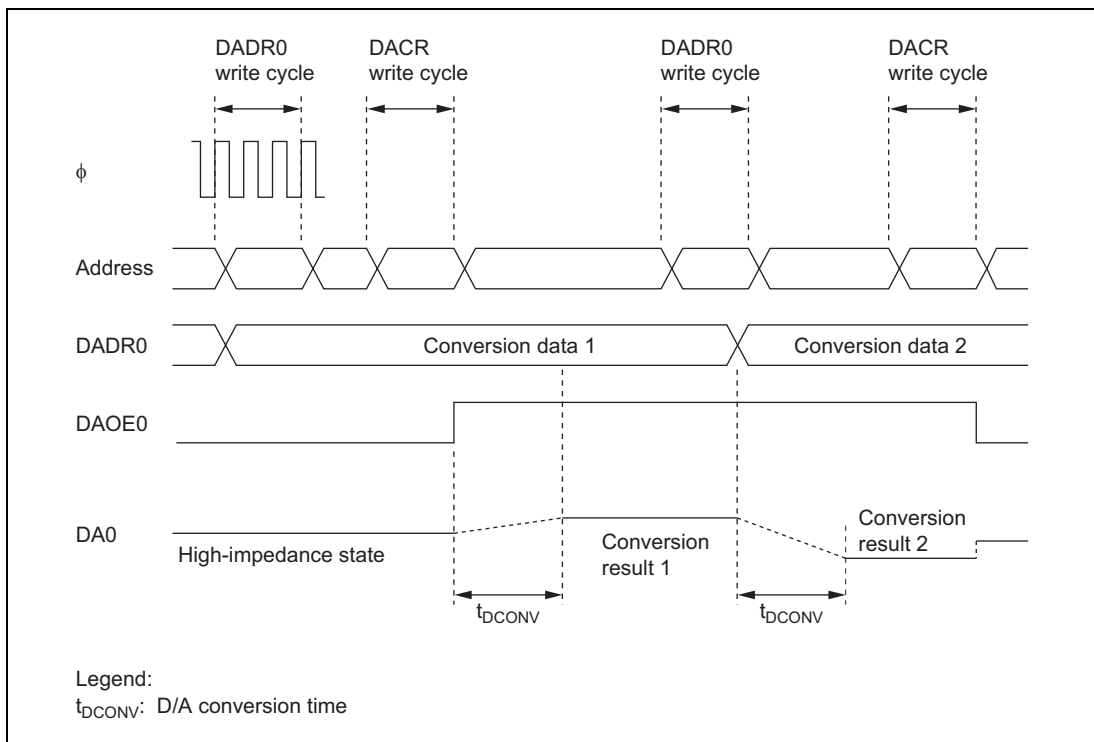 DADR0
write cycle
DACR
write cycle
DADR0
write cycle
DACR
write cycle
ϕ
Address
DADR0
Conversion data 1
Conversion data 2
DAOE0
DA0
High-impedance state
Conversion
result 1
Conversion
result 2
tDCONV
tDCONV
Legend:
tDCONV: D/A conversion time